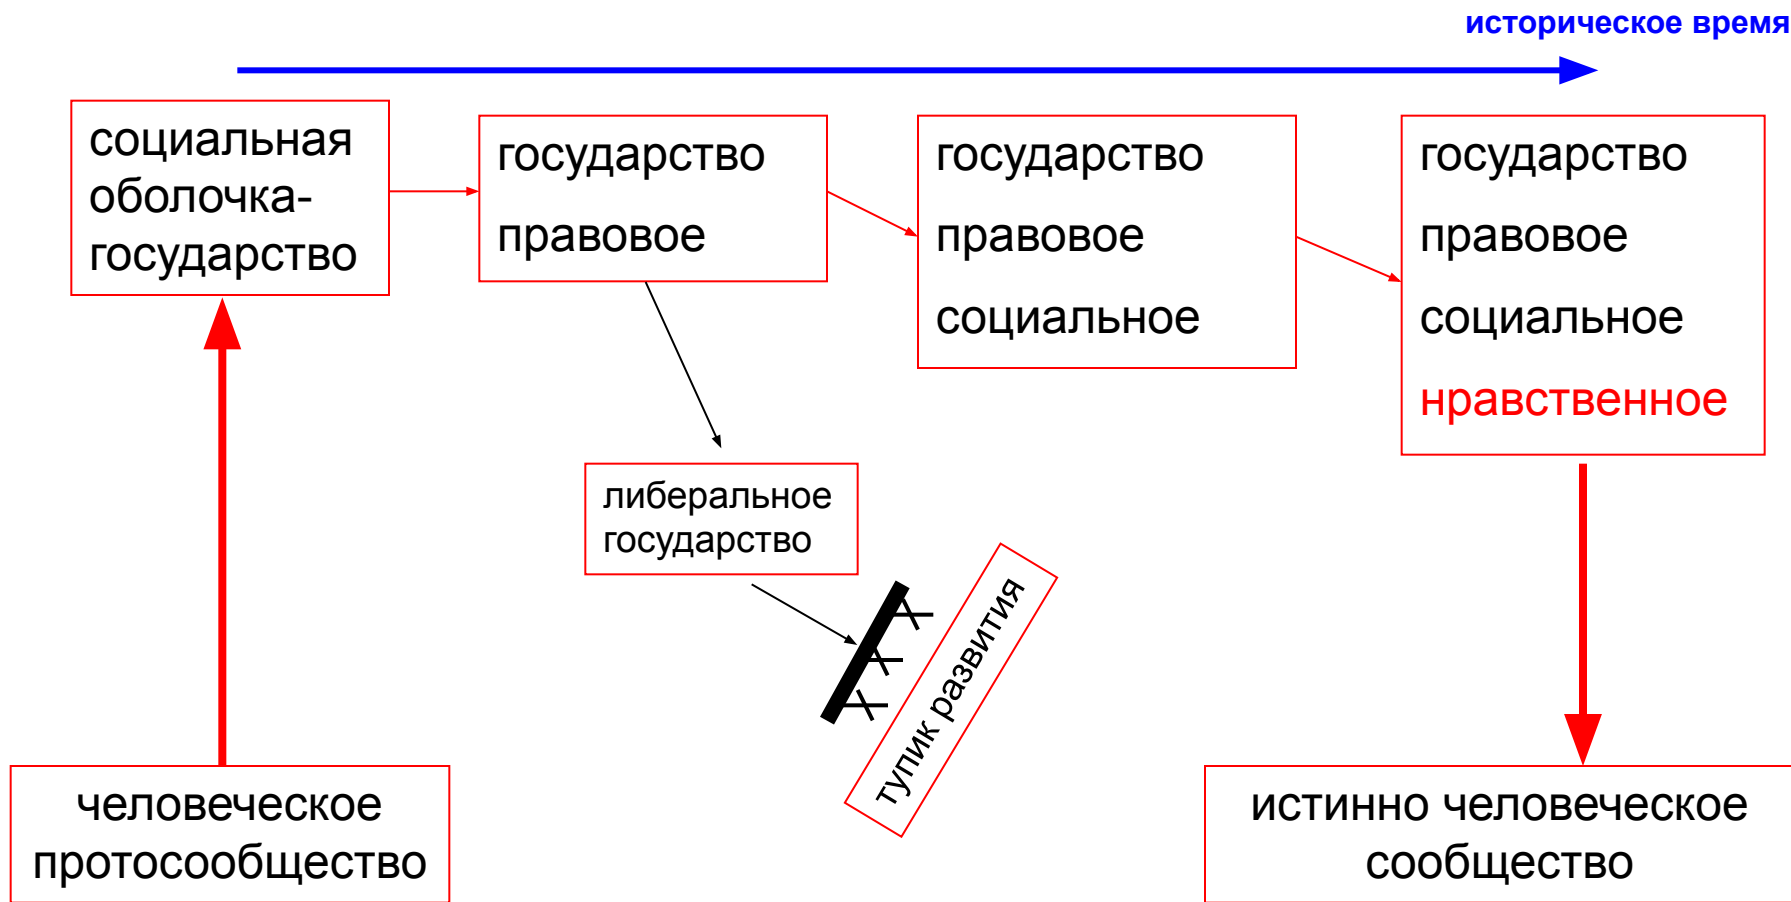 историческое время
социальная
оболочка-
государство
государство
правовое
государство
правовое
социальное
государство
правовое
социальное
нравственное
либеральное
государство
тупик развития
человеческое
протосообщество
истинно человеческое
сообщество